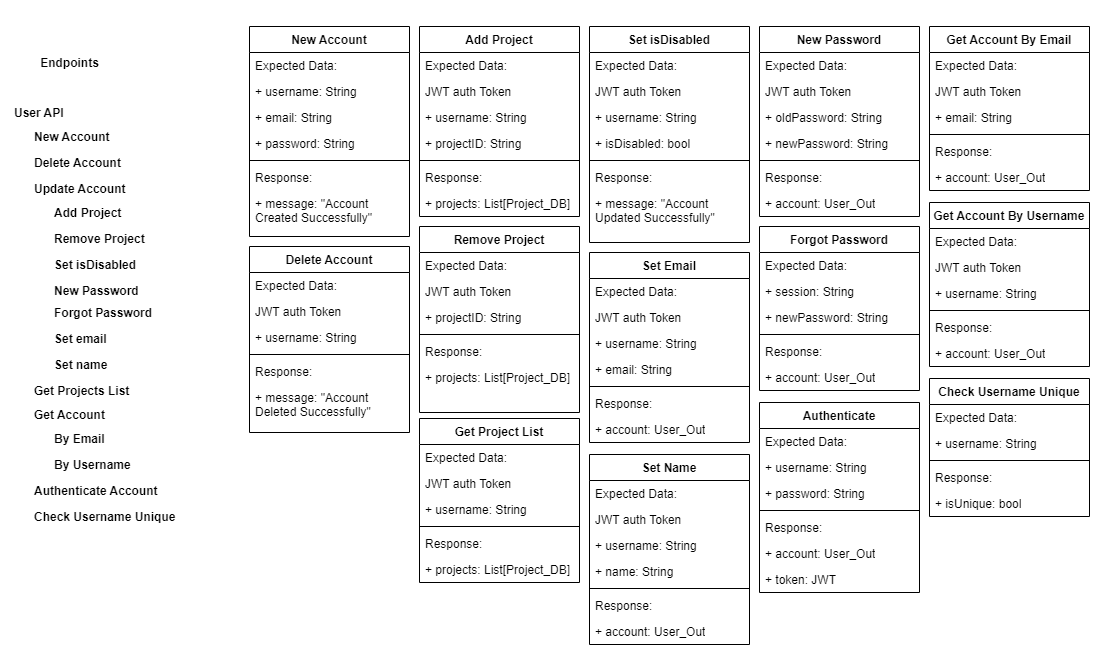 Endpoints
User API
New Account
Delete Account
Update Account
Add Project
Remove Project
Set isDisabled
New Password
Forgot Password
Set email
Set name
Get Projects List
Get Account
By Email
By Username
Authenticate Account
Check Username Unique
New Account
Expected Data:
+ username: String
+ email: String
+ password: String
Response:
+ message: "Account
Created Successfully"
Delete Account
Expected Data:
JWT auth Token
+ username: String
Response:
+ message: "Account
Deleted Successfully"
Add Project
Expected Data:
JWT auth Token
+ username: String
+ projectID: String
Response:
+ projects: List[Project_DB]
Remove Project
Expected Data:
JWT auth Token
+ projectID: String
Response:
+ projects: List[Project_DB]
Get Project List
Expected Data:
JWT auth Token
+ username: String
Response:
+ projects: List[Project_DB]
Set isDisabled
Expected Data:
JWT auth Token
+ username: String
+ isDisabled: bool
Response:
+ message: "Account
Updated Successfully"
Set Email
Expected Data:
JWT auth Token
+ username: String
+ email: String
Response:
+ account: User_Out
Set Name
Expected Data:
JWT auth Token
+ username: String
+ name: String
Response:
+ account: User_Out
New Password
Expected Data:
JWT auth Token
+ oldPassword: String
+ newPassword: String
Response:
+ account: User_Out
Forgot Password
Expected Data:
+ session: String
+ newPassword: String
Response:
+ account: User_Out
Authenticate
Expected Data:
+ username: String
+ password: String
Response:
+ account: User_Out
+ token: JWT
Get Account By Email
Expected Data:
JWT auth Token
+ email: String
Response:
+ account: User_Out
Get Account By Username
Expected Data:
JWT auth Token
+ username: String
Response:
+ account: User_Out
Check Username Unique
Expected Data:
+ username: String
Response:
+ isUnique: bool